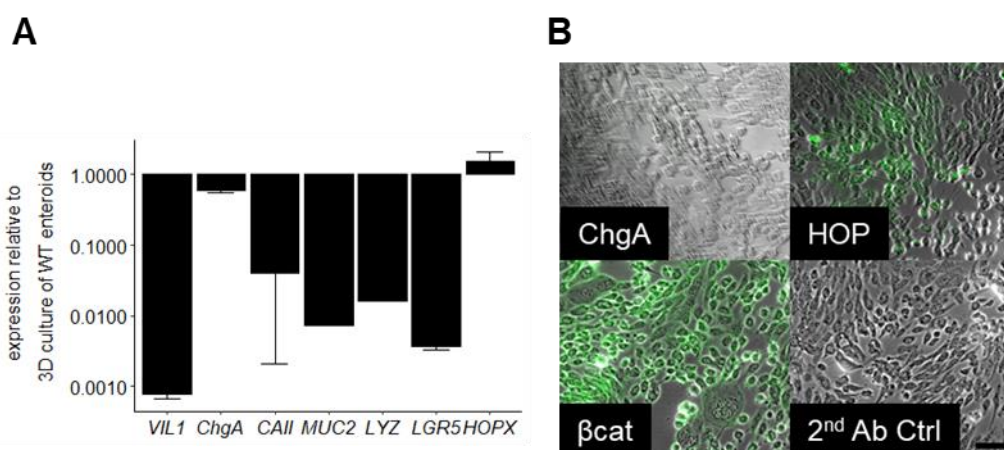 A
B
expression relative to
3D culture of WT enteroids
1.0000
0.1000
0.0100
0.0010
VIL1 ChgA CAII MUC2 LYZ LGR5 HOPX
ChgA
HOP
βcat
2nd Ab Ctrl